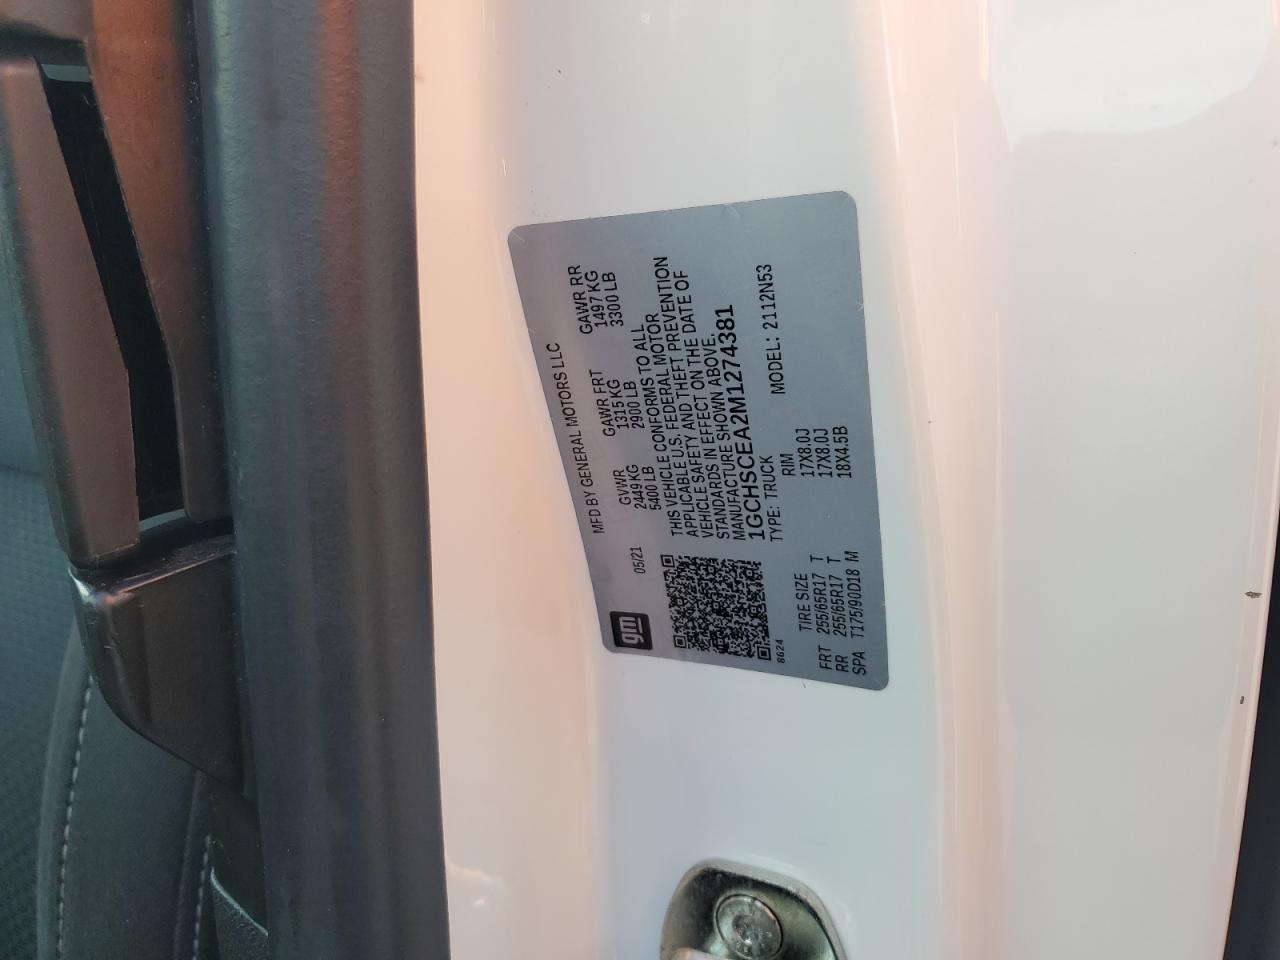 MFD BY GENERAL MOTORS LLC
gm
05/21
GVWR GAWR FRT GAWR RR
2449 KG 1315 KG 1497 KG
5400 LB 2900 LB 3300 LB
THIS VEHICLE CONFORMS TO ALL
APPLICABLE U.S. FEDERAL MOTOR
VEHICLE SAFETY AND THEFT PREVENTION
STANDARDS IN EFFECT ON THE DATE OF
MANUFACTURE SHOWN ABOVE.
1GCHSCEA2M1274381
TYPE: TRUCK MODEL: 2112N53
8624
TIRE SIZE RIM
FRT 255/65R17 T 17X8.0J
RR 255/65R17 T 17X8.0J
SPA T175/90D18 M 18X4.5B